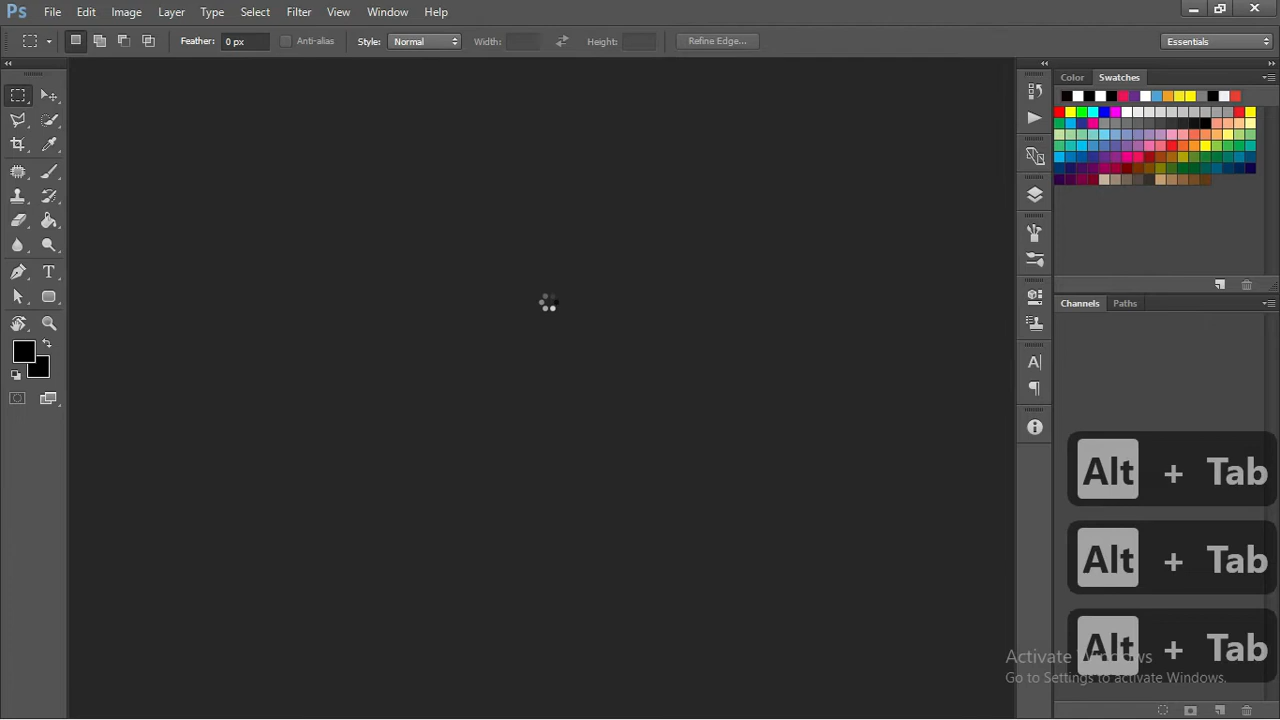 Ps File Edit Image Layer Type Select Filter View Window Help
Feather: 0 px Anti-alias Style: Normal Width: Height: Refine Edge... Essentials
Color Swatches
Channels Paths
Alt + Tab
Alt + Tab
Alt + Tab
Activate Windows
Go to Settings to activate Windows.